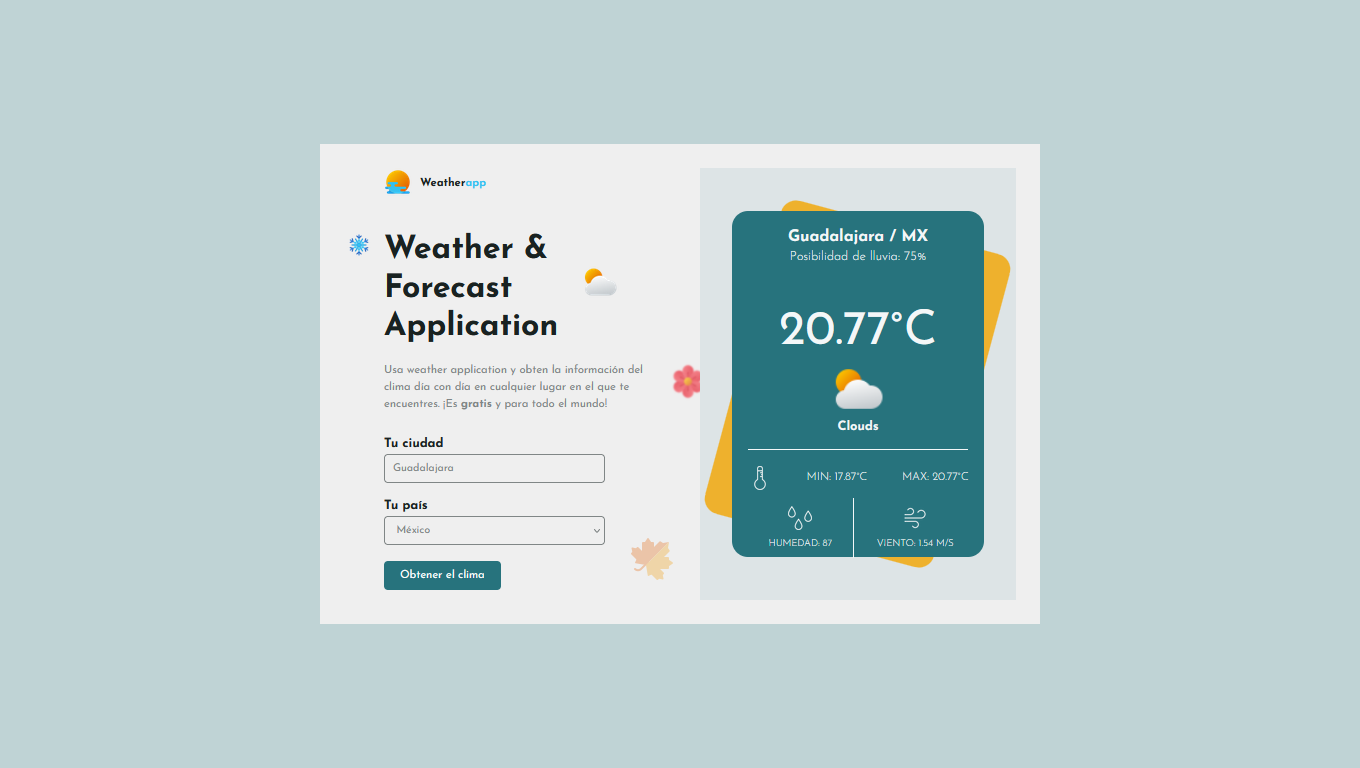 Weatherapp
Weather &
Forecast
Application
Usa weather application y obten la información del
clima día con día en cualquier lugar en el que te
encuentres. ¡Es gratis y para todo el mundo!
Tu ciudad
Guadalajara
Tu país
México
Obtener el clima
Guadalajara / MX
Posibilidad de lluvia: 75%
20.77°C
Clouds
MIN: 17.87°C MAX: 20.77°C
HUMEDAD: 87 VIENTO: 1.54 M/S